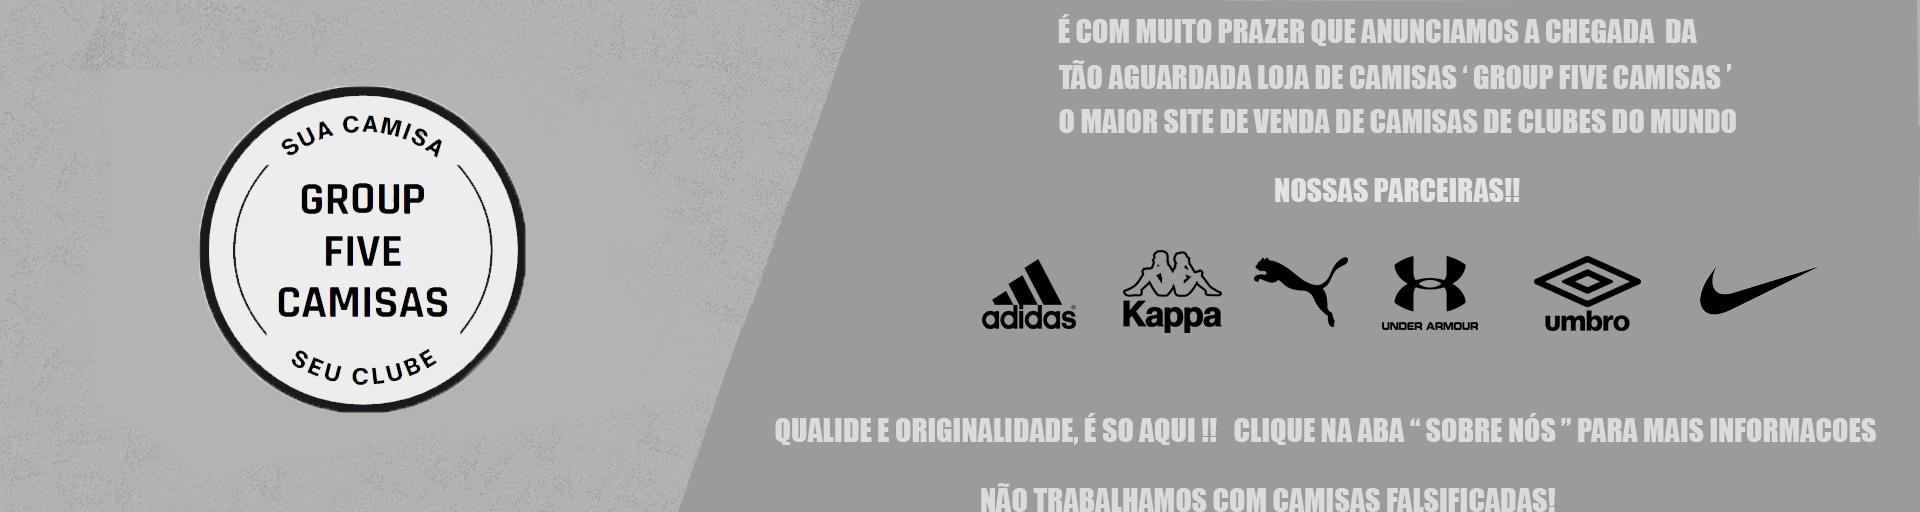 SUA CAMISA
GROUP
FIVE
CAMISAS
SEU CLUBE
É COM MUITO PRAZER QUE ANUNCIAMOS A CHEGADA DA
TÃO AGUARDADA LOJA DE CAMISAS ‘ GROUP FIVE CAMISAS ’
O MAIOR SITE DE VENDA DE CAMISAS DE CLUBES DO MUNDO
NOSSAS PARCEIRAS!!
adidas
Kappa
UNDER ARMOUR
umbro
QUALIDE E ORIGINALIDADE, É SO AQUI !! CLIQUE NA ABA “ SOBRE NÓS ” PARA MAIS INFORMACOES
NÃO TRABALHAMOS COM CAMISAS FALSIFICADAS!